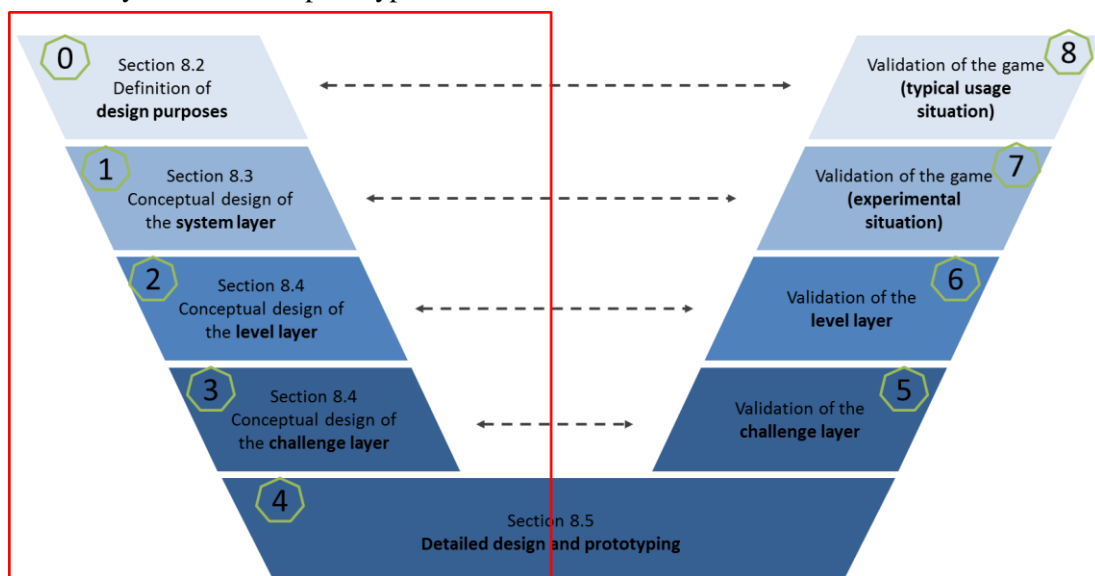 0
Section 8.2
Definition of
design purposes
8
Validation of the game
(typical usage
situation)
1
Section 8.3
Conceptual design of
the system layer
7
Validation of the game
(experimental
situation)
2
Section 8.4
Conceptual design of
the level layer
6
Validation of the
level layer
3
Section 8.4
Conceptual design of
the challenge layer
5
Validation of the
challenge layer
4
Section 8.5
Detailed design and prototyping